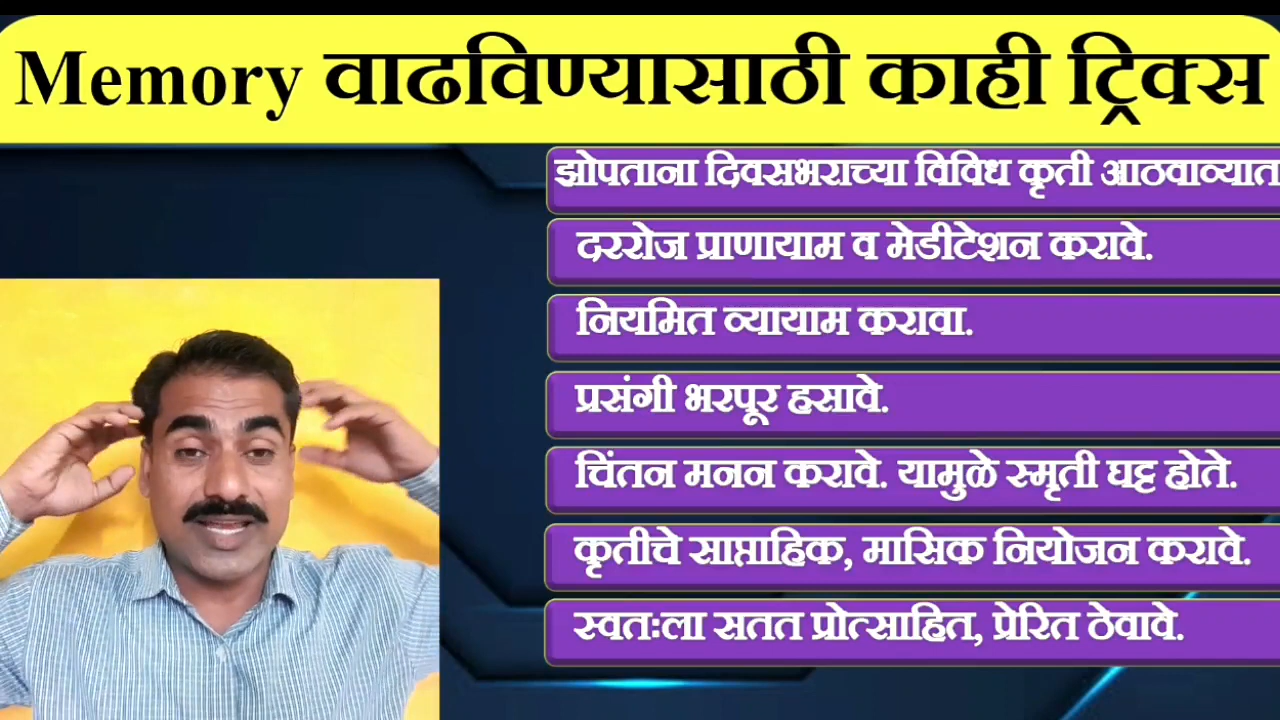 Memory वाढविण्यासाठी काही ट्रिक्स
झोपताना दिवसभराच्या विविध कृती आठवाव्यात
दररोज प्राणायाम व मेडीटेशन करावे.
नियमित व्यायाम करावा.
प्रसंगी भरपूर हसावे.
चिंतन मनन करावे. यामुळे स्मृती घट्ट होते.
कृतीचे साप्ताहिक, मासिक नियोजन करावे.
स्वतःला सतत प्रोत्साहित, प्रेरित ठेवावे.